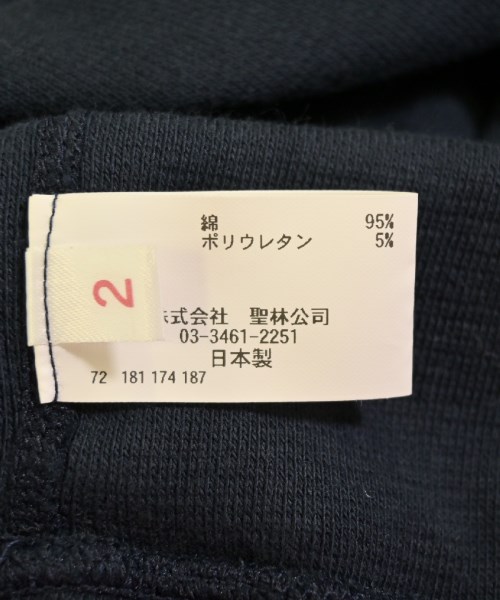 綿 95%
ポリウレタン 5%
2
株式会社 聖林公司
03-3461-2251
日本製
72 181 174 187